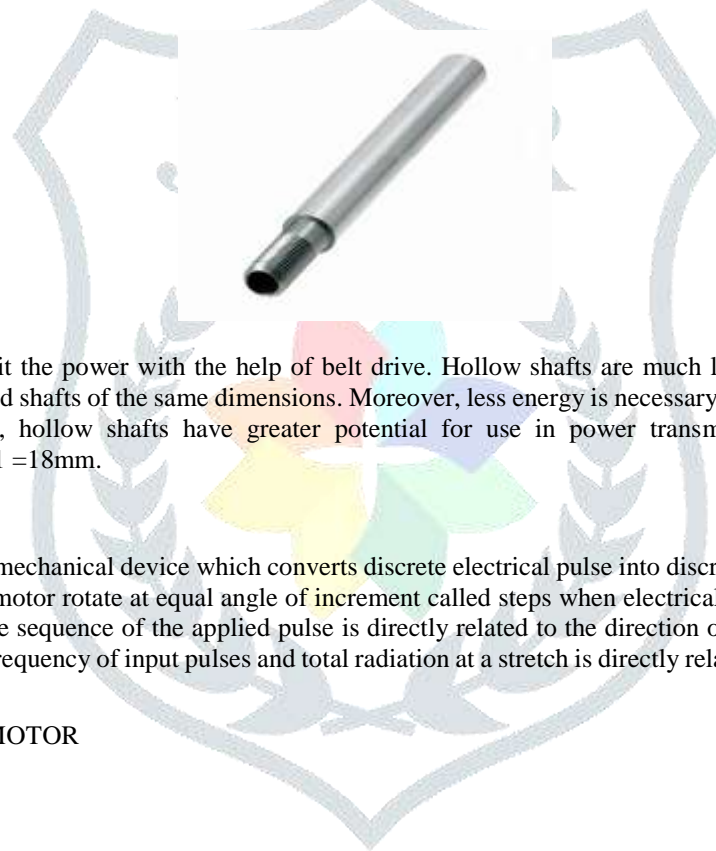 it the power with the help of belt drive. Hollow shafts are much l
d shafts of the same dimensions. Moreover, less energy is necessary
, hollow shafts have greater potential for use in power transm
=18mm.
mechanical device which converts discrete electrical pulse into discr
motor rotate at equal angle of increment called steps when electrical
e sequence of the applied pulse is directly related to the direction o
requency of input pulses and total radiation at a stretch is directly rela
MOTOR